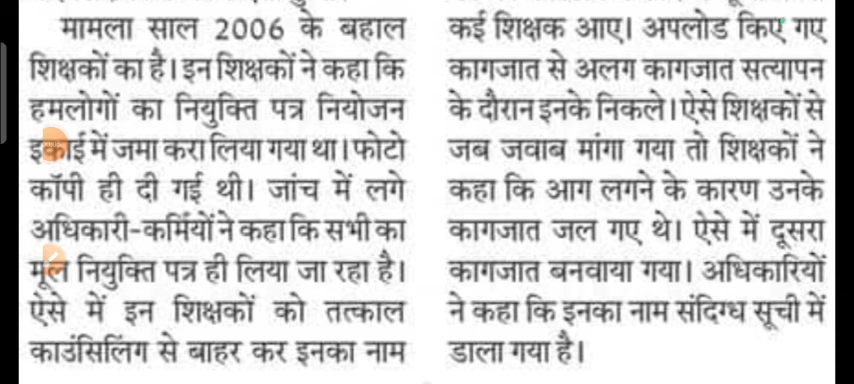 मामला साल 2006 के बहाल
शिक्षकों का है। इन शिक्षकों ने कहा कि
हमलोगों का नियुक्ति पत्र नियोजन
इकाई में जमा करा लिया गया था। फोटो
कॉपी ही दी गई थी। जांच में लगे
अधिकारी-कर्मियों ने कहा कि सभी का
मूल नियुक्ति पत्र ही लिया जा रहा है।
ऐसे में इन शिक्षकों को तत्काल
काउंसिलिंग से बाहर कर इनका नाम
कई शिक्षक आए। अपलोड किए गए
कागजात से अलग कागजात सत्यापन
के दौरान इनके निकले। ऐसे शिक्षकों से
जब जवाब मांगा गया तो शिक्षकों ने
कहा कि आग लगने के कारण उनके
कागजात जल गए थे। ऐसे में दूसरा
कागजात बनवाया गया। अधिकारियों
ने कहा कि इनका नाम संदिग्ध सूची में
डाला गया है।